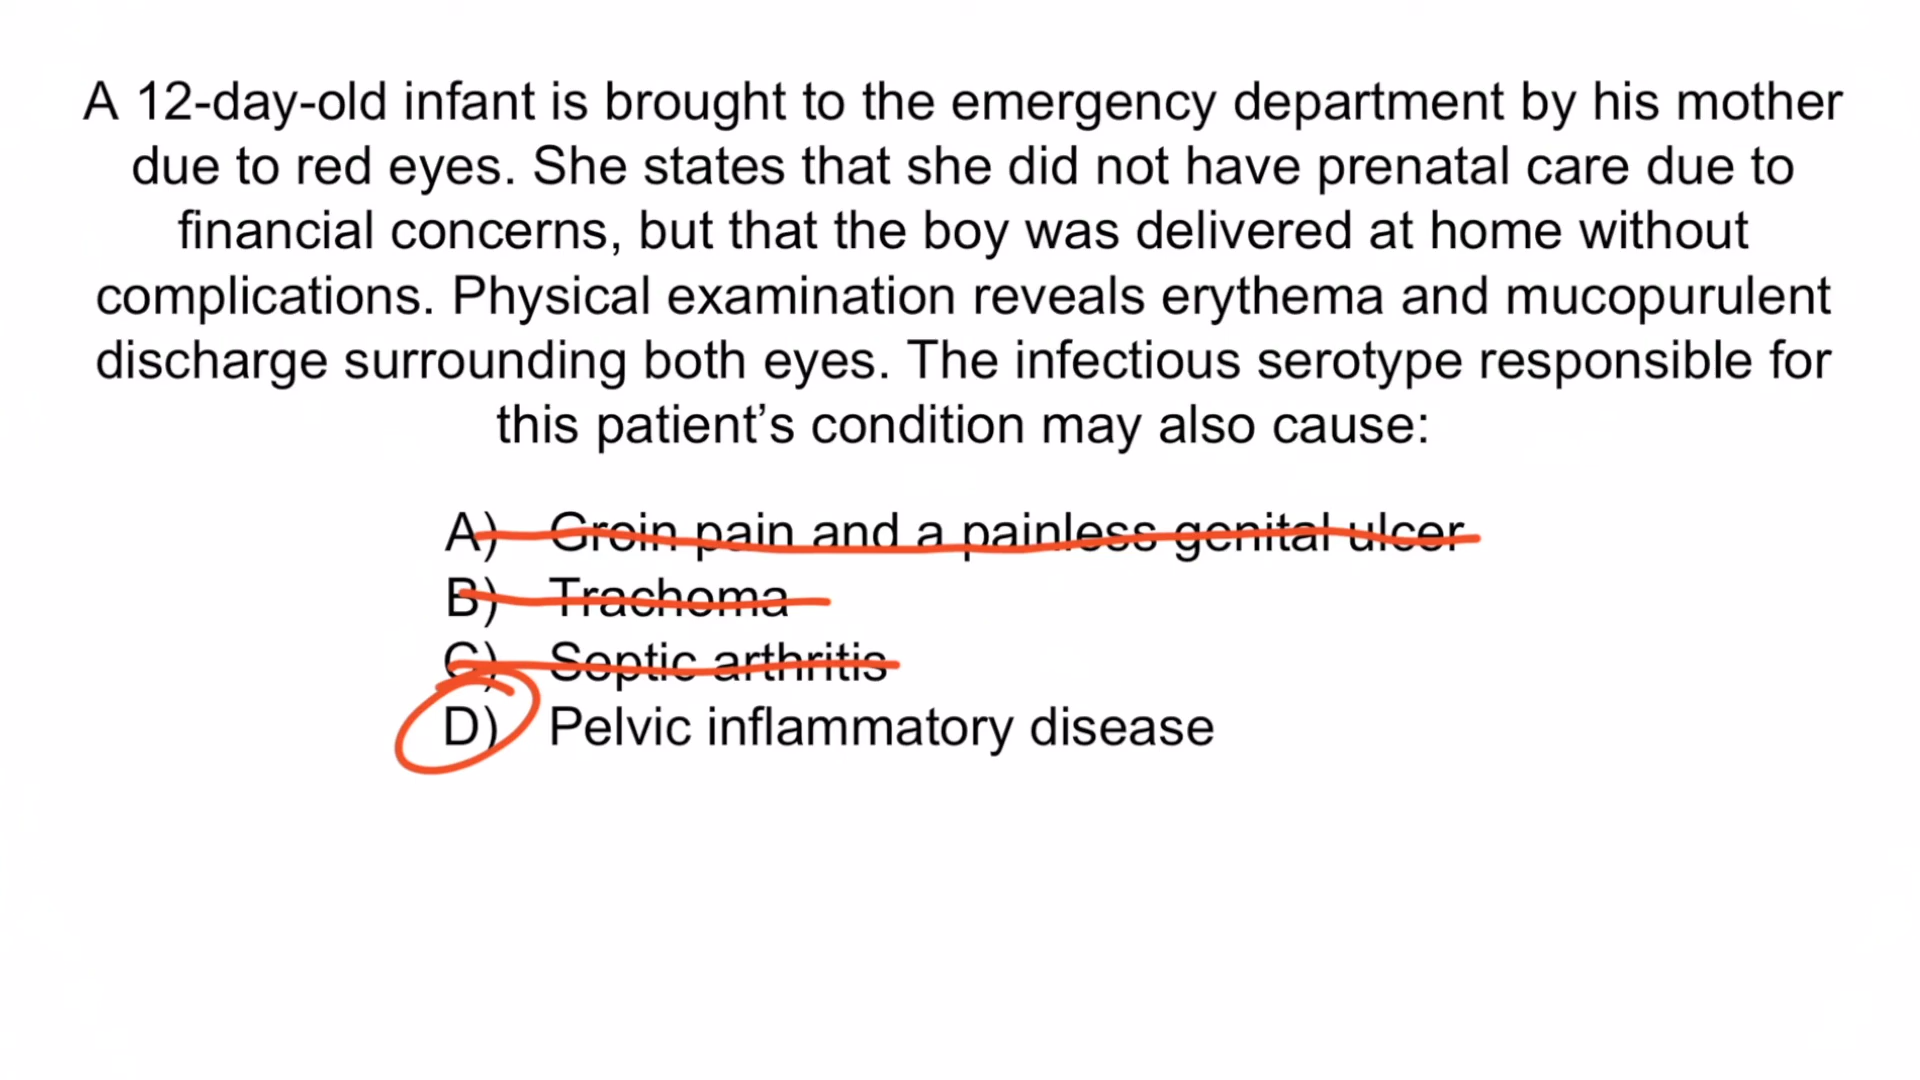 A 12-day-old infant is brought to the emergency department by his mother
due to red eyes. She states that she did not have prenatal care due to
financial concerns, but that the boy was delivered at home without
complications. Physical examination reveals erythema and mucopurulent
discharge surrounding both eyes. The infectious serotype responsible for
this patient’s condition may also cause:
A) Groin pain and a painless genital ulcer
B) Trachoma
C) Septic arthritis
D) Pelvic inflammatory disease